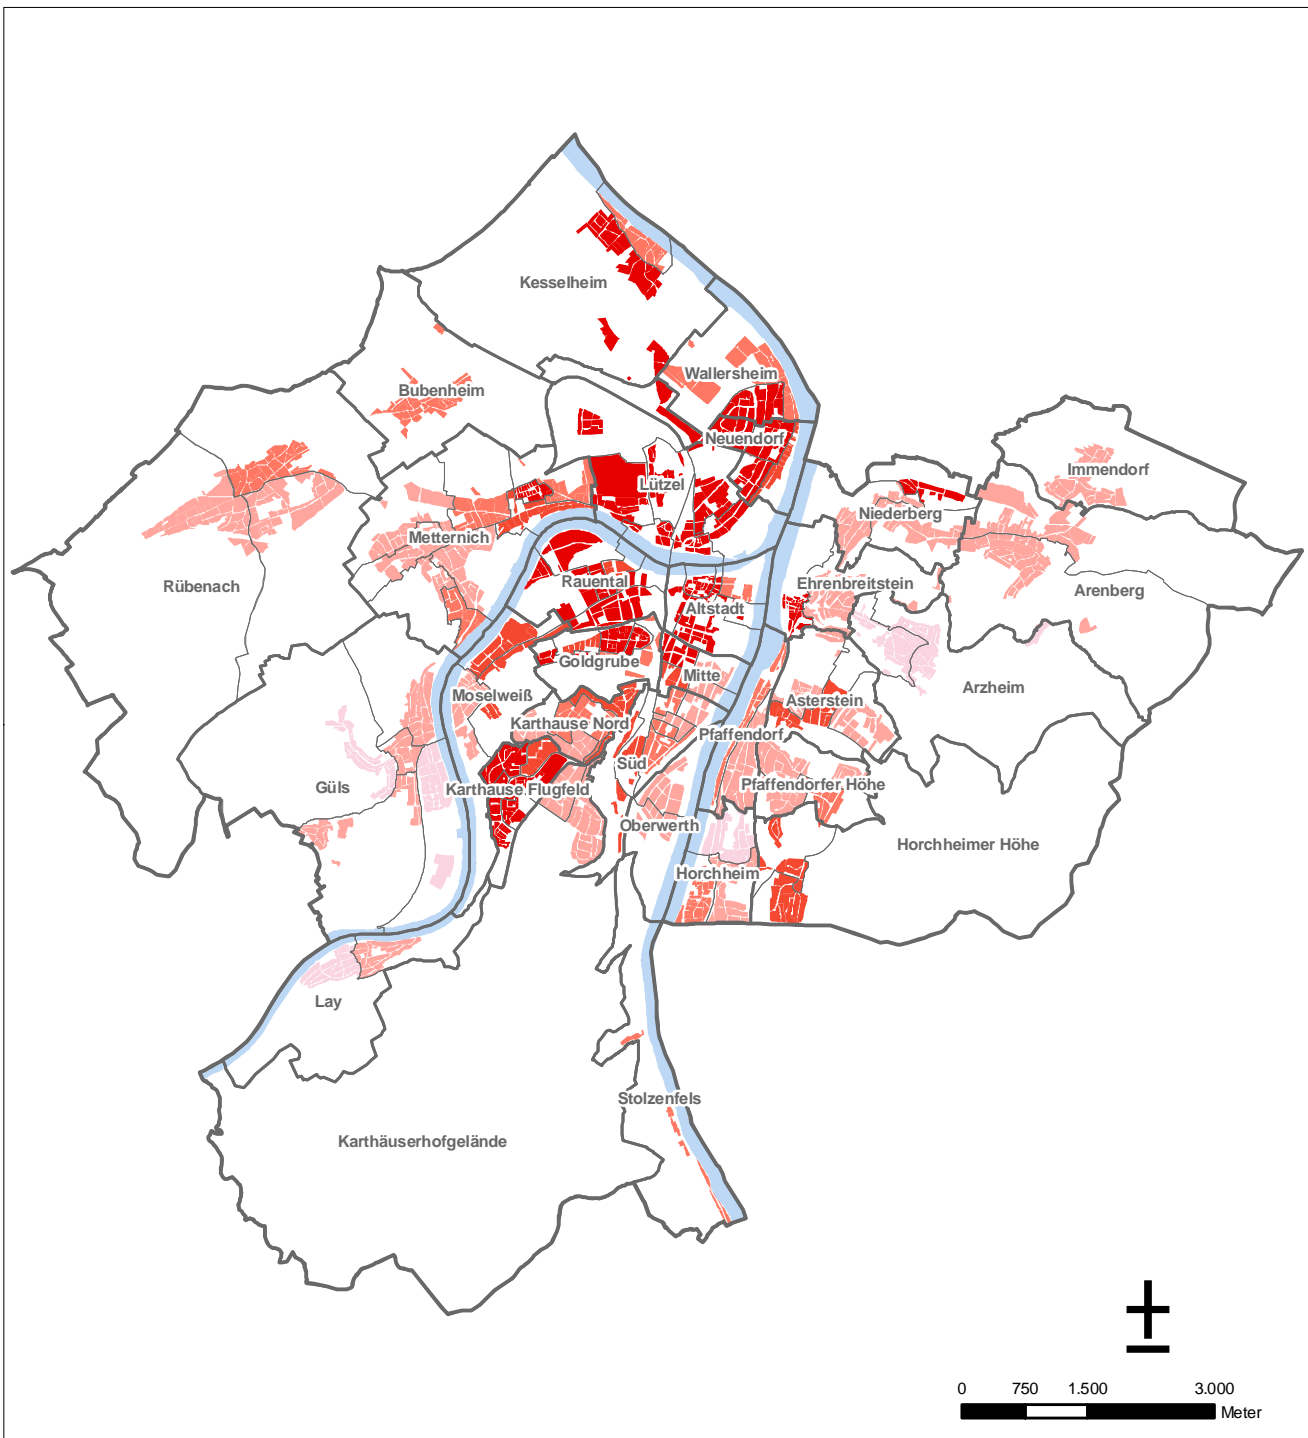 Kesselheim
Wallersheim
Bubenheim
Neuendorf
Immendorf
Lützel
Niederberg
Metternich
Rübenach
Rauental
Ehrenbreitstein
Arenberg
Altstadt
Goldgrube
Mitte
Arzheim
Moselweiß
Asterstein
Karthause Nord
Pfaffendorf
Süd
Güls
Karthause Flugfeld
Pfaffendorfer Höhe
Oberwerth
Horchheimer Höhe
Horchheim
Lay
Stolzenfels
Karthäuserhofgelände
0 750 1.500 3.000
Meter